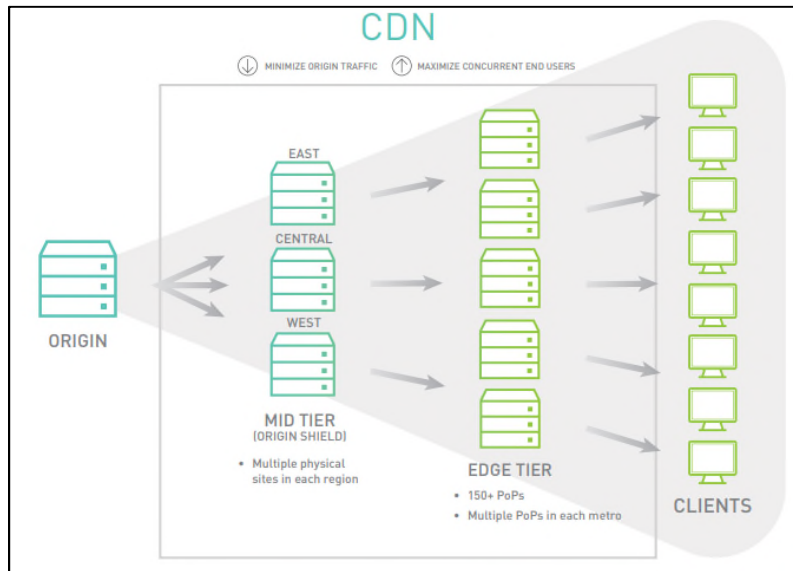 CDN
MINIMIZE ORIGIN TRAFFIC
MAXIMIZE CONCURRENT END USERS
EAST
CENTRAL
WEST
ORIGIN
MID TIER
(ORIGIN SHIELD)
• Multiple physical
sites in each region
EDGE TIER
• 150+ PoPs
• Multiple PoPs in each metro
CLIENTS